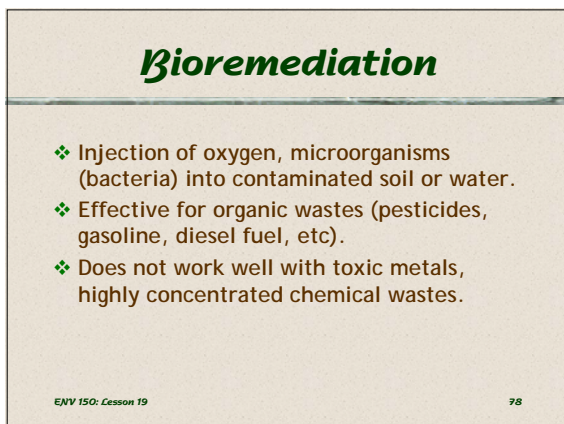 Bioremediation
❖ Injection of oxygen, microorganisms
(bacteria) into contaminated soil or water.
❖ Effective for organic wastes (pesticides,
gasoline, diesel fuel, etc).
❖ Does not work well with toxic metals,
highly concentrated chemical wastes.
ENV 150: Lesson 19 78